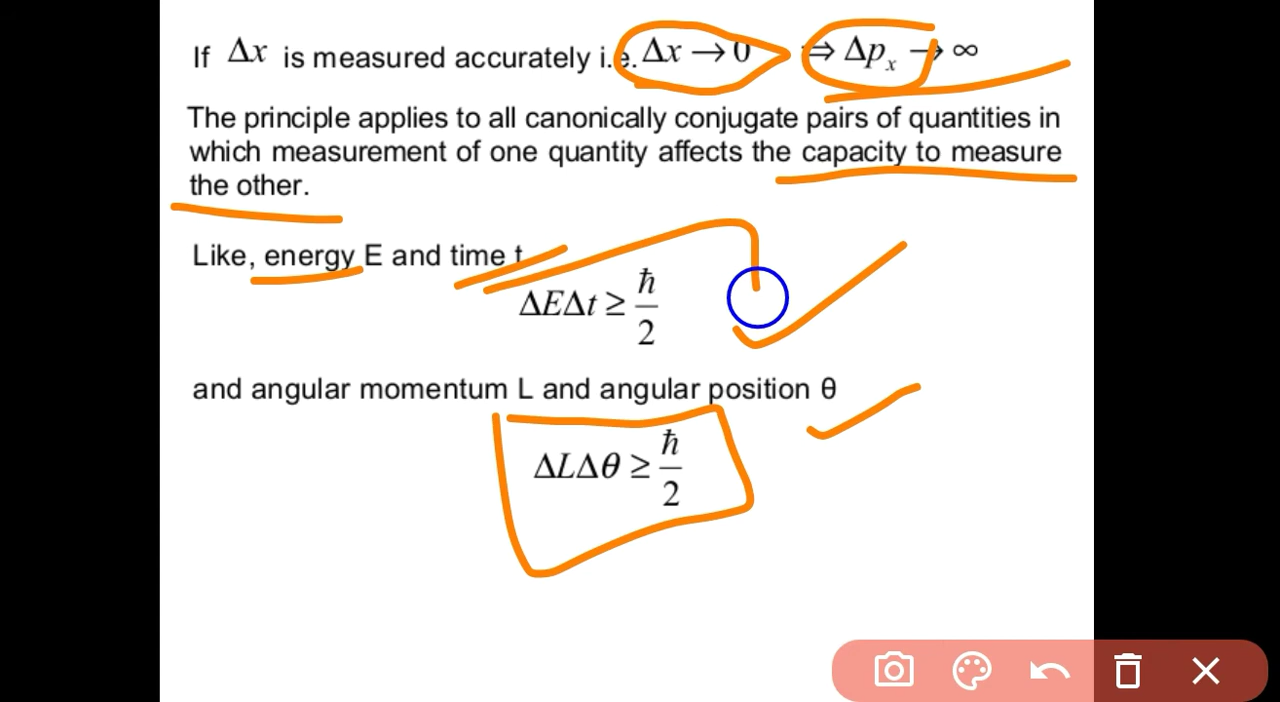 If Δx is measured accurately i.e. Δx → 0 ⇒ Δpₓ → ∞
The principle applies to all canonically conjugate pairs of quantities in
which measurement of one quantity affects the capacity to measure
the other.
Like, energy E and time t
ΔEΔt ≥ ℏ/2
and angular momentum L and angular position θ
ΔLΔθ ≥ ℏ/2